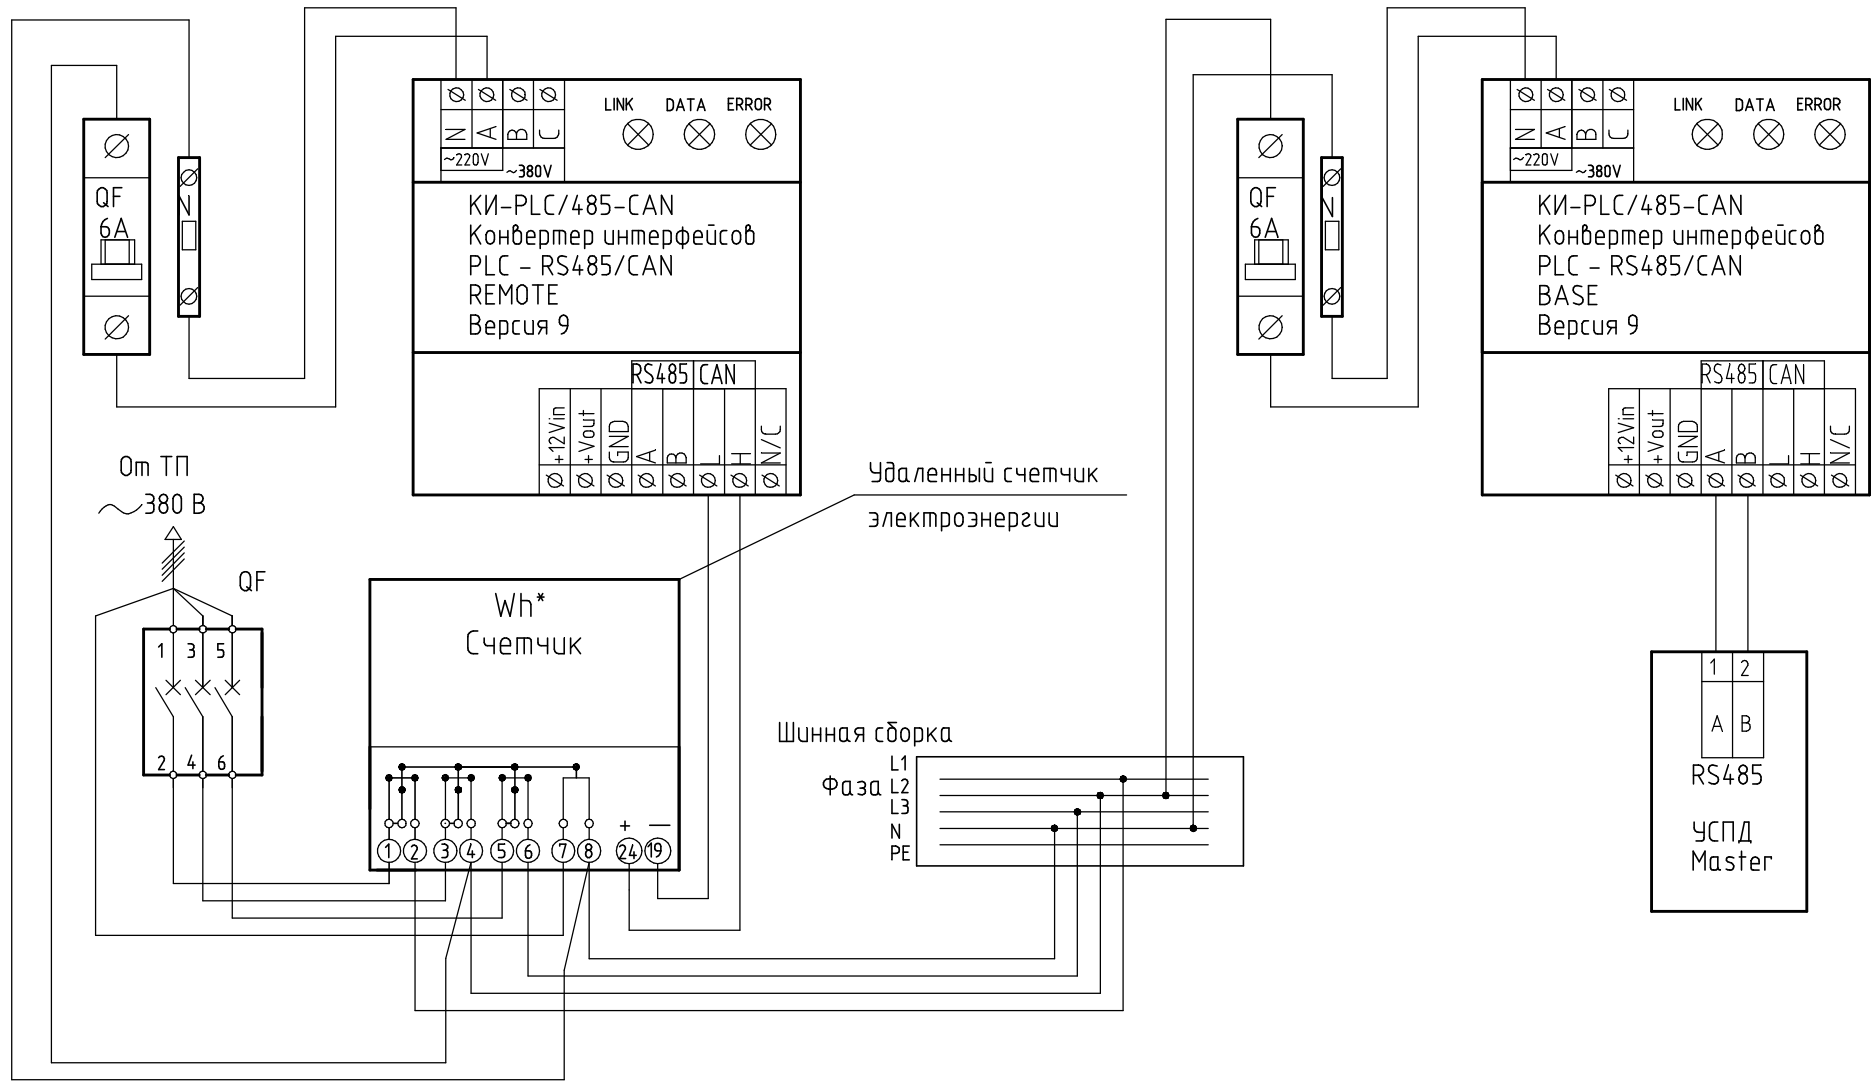 N
A
B
C
~220V
~380V
LINK
DATA
ERROR
QF
6A
N
КИ-PLC/485-CAN
Конвертер интерфейсов
PLC - RS485/CAN
REMOTE
Версия 9
RS485
CAN
+12Vin
+Vout
GND
A
B
L
H
N/C
N
A
B
C
~220V
~380V
LINK
DATA
ERROR
QF
6A
N
КИ-PLC/485-CAN
Конвертер интерфейсов
PLC - RS485/CAN
BASE
Версия 9
RS485
CAN
+12Vin
+Vout
GND
A
B
L
H
N/C
От ТП
~380 В
QF
1 3 5
2 4 6
Удаленный счетчик
электроэнергии
Wh*
Счетчик
+ —
1 2 3 4 5 6 7 8 24 19
Шинная сборка
Фаза
L1
L2
L3
N
PE
1 2
A B
RS485
УСПД
Master